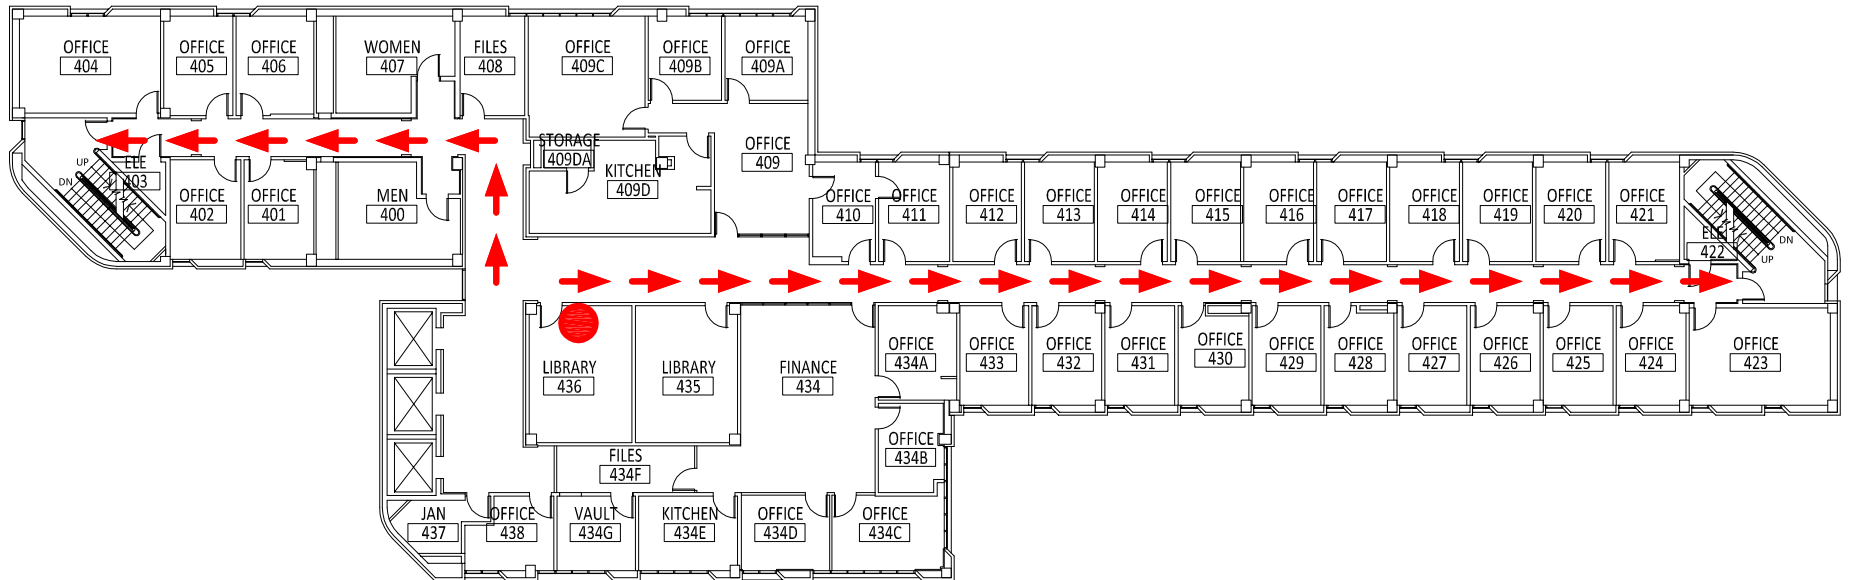 OFFICE
404
OFFICE
405
OFFICE
406
WOMEN
407
FILES
408
OFFICE
409C
OFFICE
409B
OFFICE
409A
STORAGE
409DA
KITCHEN
409D
OFFICE
409
UP
DN
ELE
403
OFFICE
402
OFFICE
401
MEN
400
OFFICE
410
OFFICE
411
OFFICE
412
OFFICE
413
OFFICE
414
OFFICE
415
OFFICE
416
OFFICE
417
OFFICE
418
OFFICE
419
OFFICE
420
OFFICE
421
ELE
422
DN
UP
LIBRARY
436
LIBRARY
435
FINANCE
434
OFFICE
434A
OFFICE
433
OFFICE
432
OFFICE
431
OFFICE
430
OFFICE
429
OFFICE
428
OFFICE
427
OFFICE
426
OFFICE
425
OFFICE
424
OFFICE
423
OFFICE
434B
FILES
434F
JAN
437
OFFICE
438
VAULT
434G
KITCHEN
434E
OFFICE
434D
OFFICE
434C